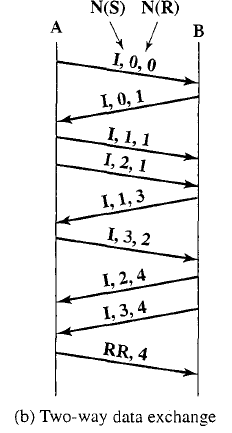 N(S) N(R)
A B
I, 0, 0
I, 0, 1
I, 1, 1
I, 2, 1
I, 1, 3
I, 3, 2
I, 2, 4
I, 3, 4
RR, 4
(b) Two-way data exchange